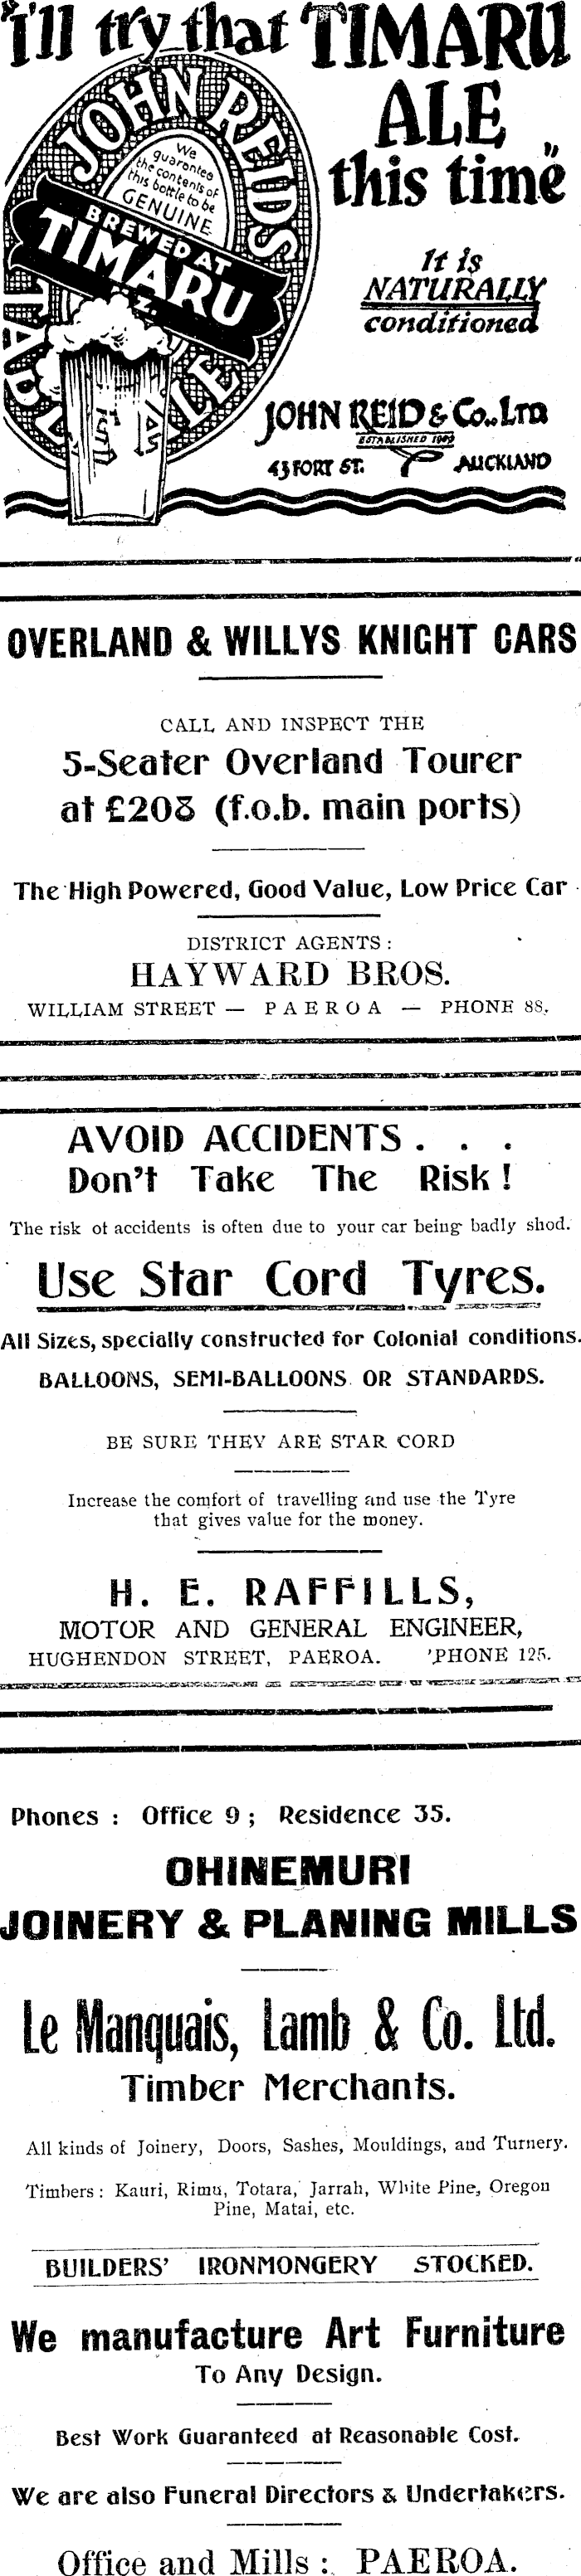 "I'll try that TIMARU
ALE
this time"
JOHN REIDS
We
guarantee
the contents of
this bottle to be
GENUINE
BREWED AT
TIMARU
N.Z.
TABLE ALE
It is
NATURALLY
conditioned
JOHN REID & Co., Ltd
ESTABLISHED
43 FORT ST. AUCKLAND
OVERLAND & WILLYS KNIGHT CARS
CALL AND INSPECT THE
5-Seater Overland Tourer
at £208 (f.o.b. main ports)
The High Powered, Good Value, Low Price Car
DISTRICT AGENTS :
HAYWARD BROS.
WILLIAM STREET — PAEROA — PHONE 88.
AVOID ACCIDENTS . . .
Don't Take The Risk !
The risk of accidents is often due to your car being badly shod.
Use Star Cord Tyres.
All Sizes, specially constructed for Colonial conditions.
BALLOONS, SEMI-BALLOONS OR STANDARDS.
BE SURE THEY ARE STAR CORD
Increase the comfort of travelling and use the Tyre
that gives value for the money.
H. E. RAFFILLS,
MOTOR AND GENERAL ENGINEER,
HUGHENDON STREET, PAEROA. 'PHONE 125.
Phones : Office 9 ; Residence 35.
OHINEMURI
JOINERY & PLANING MILLS
Le Manquais, Lamb & Co. Ltd.
Timber Merchants.
All kinds of Joinery, Doors, Sashes, Mouldings, and Turnery.
Timbers : Kauri, Rimu, Totara, Jarrah, White Pine, Oregon
Pine, Matai, etc.
BUILDERS' IRONMONGERY STOCKED.
We manufacture Art Furniture
To Any Design.
Best Work Guaranteed at Reasonable Cost.
We are also Funeral Directors & Undertakers.
Office and Mills : PAEROA.